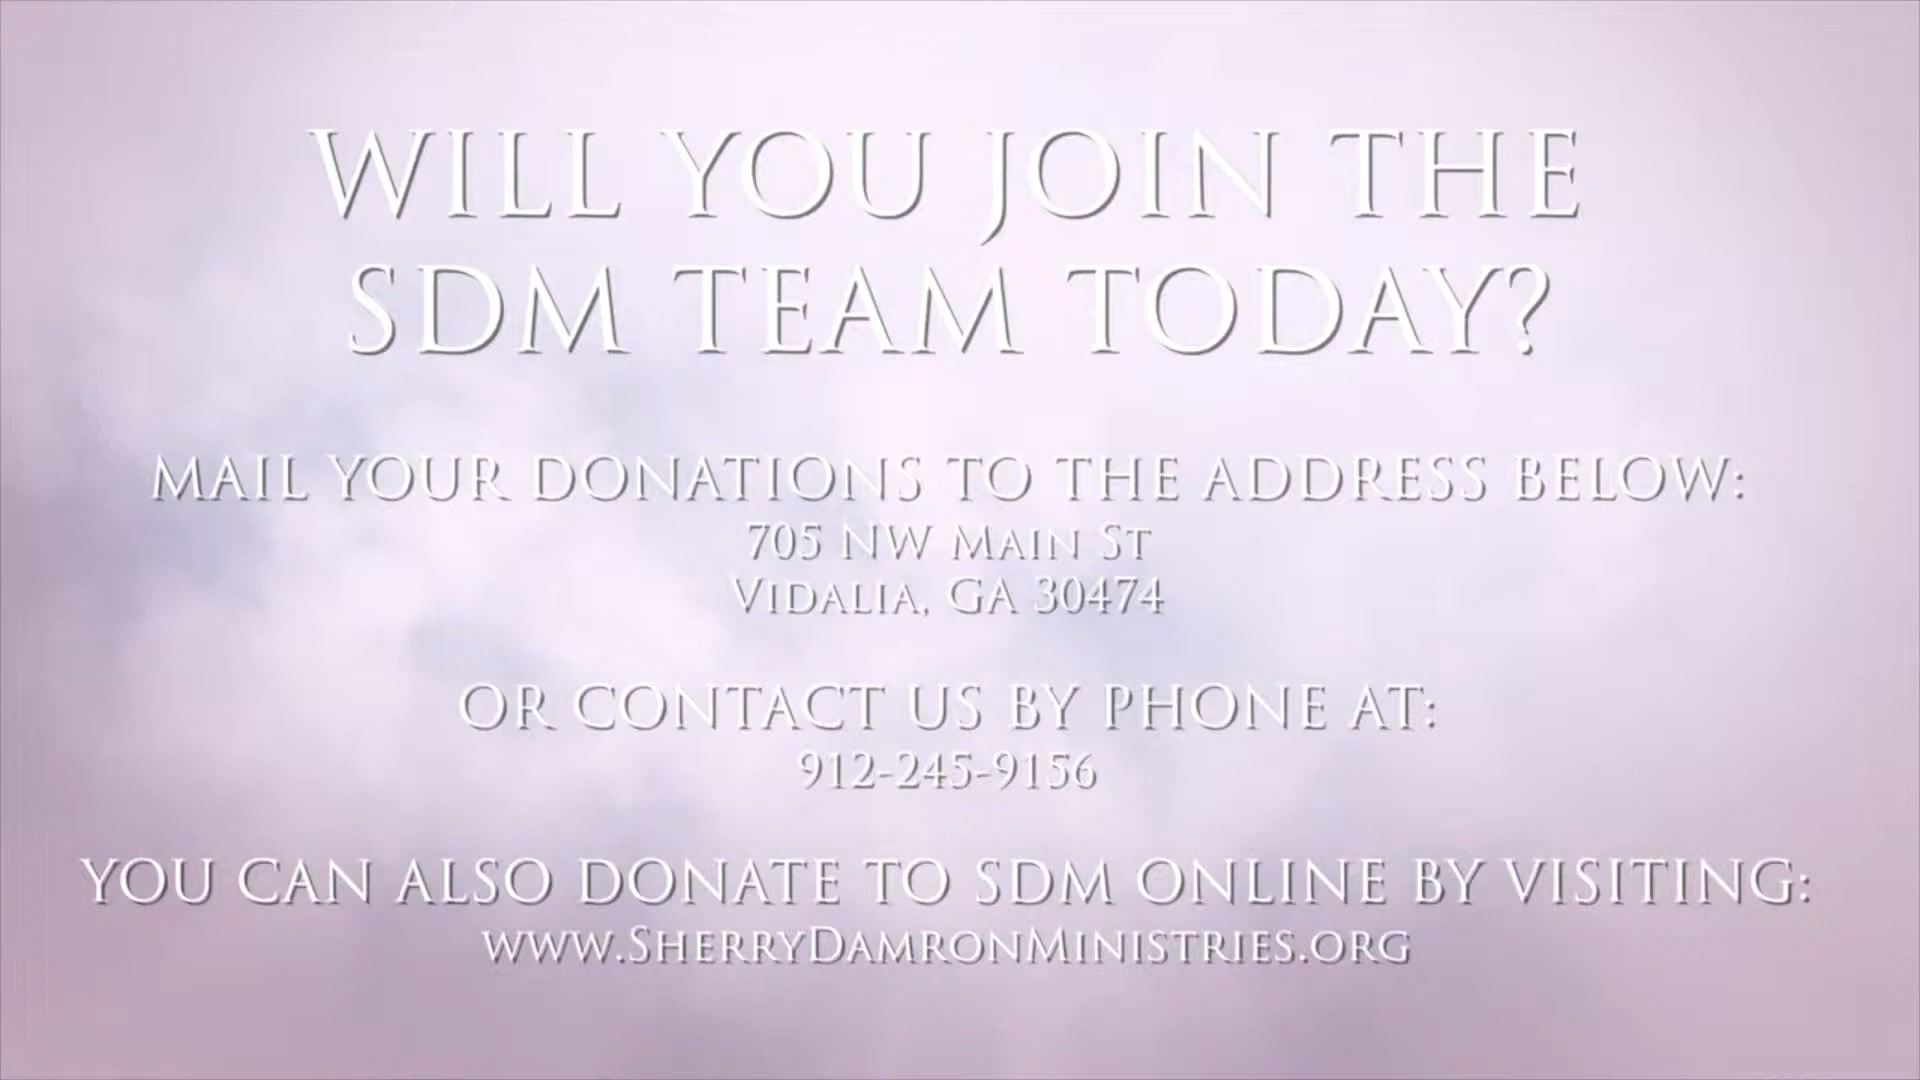 WILL YOU JOIN THE
SDM TEAM TODAY?
MAIL YOUR DONATIONS TO THE ADDRESS BELOW:
705 NW MAIN ST
VIDALIA, GA 30474
OR CONTACT US BY PHONE AT:
912-245-9156
YOU CAN ALSO DONATE TO SDM ONLINE BY VISITING:
WWW.SHERRYDAMRONMINISTRIES.ORG